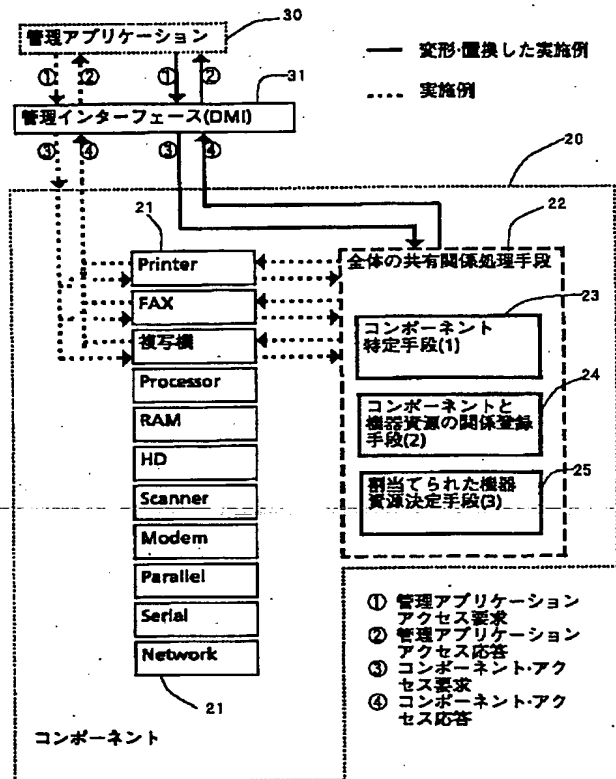 管理アプリケーション
30
変形・置換した実施例
① ② ① ②
31
実施例
管理インターフェース(DMI)
③ ④ ③ ④
20
21
22
Printer
全体の共有関係処理手段
FAX
23
複写機
コンポーネント
特定手段(1)
Processor
24
RAM
コンポーネントと
機器資源の関係登録
手段(2)
HD
25
Scanner
割当てられた機器
資源決定手段(3)
Modem
Parallel
Serial
Network
21
① 管理アプリケーション
アクセス要求
② 管理アプリケーション
アクセス応答
③ コンポーネント・アク
セス要求
④ コンポーネント・アク
セス応答
コンポーネント